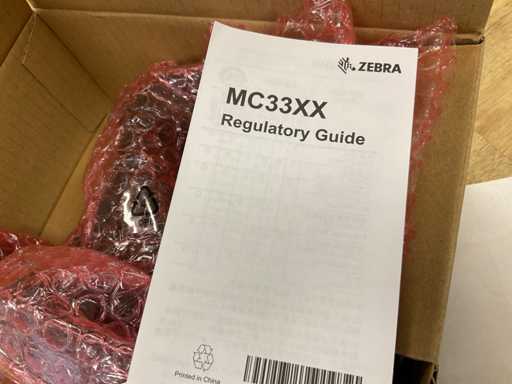 ZEBRA
MC33XX
Regulatory Guide
Printed in China